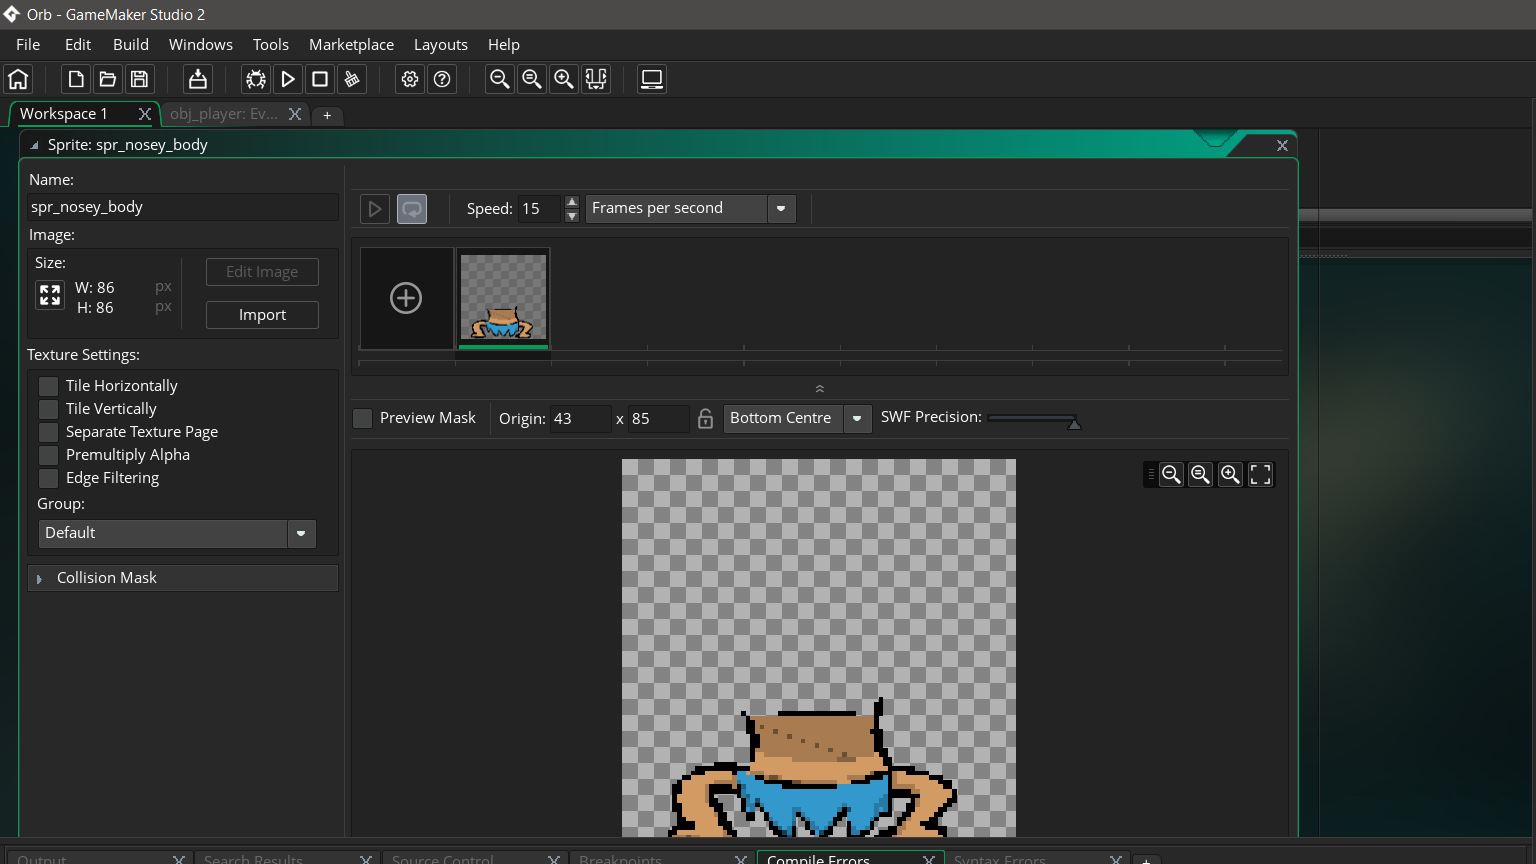 Orb - GameMaker Studio 2
File Edit Build Windows Tools Marketplace Layouts Help
Workspace 1 obj_player: Ev... +
Sprite: spr_nosey_body
Name:
spr_nosey_body
Image:
Size:
W: 86 px
H: 86 px
Edit Image
Import
Texture Settings:
Tile Horizontally
Tile Vertically
Separate Texture Page
Premultiply Alpha
Edge Filtering
Group:
Default
Collision Mask
Speed: 15 Frames per second
Preview Mask Origin: 43 x 85 Bottom Centre SWF Precision:
Output Search Results Source Control Breakpoints Compile Errors Syntax Errors +